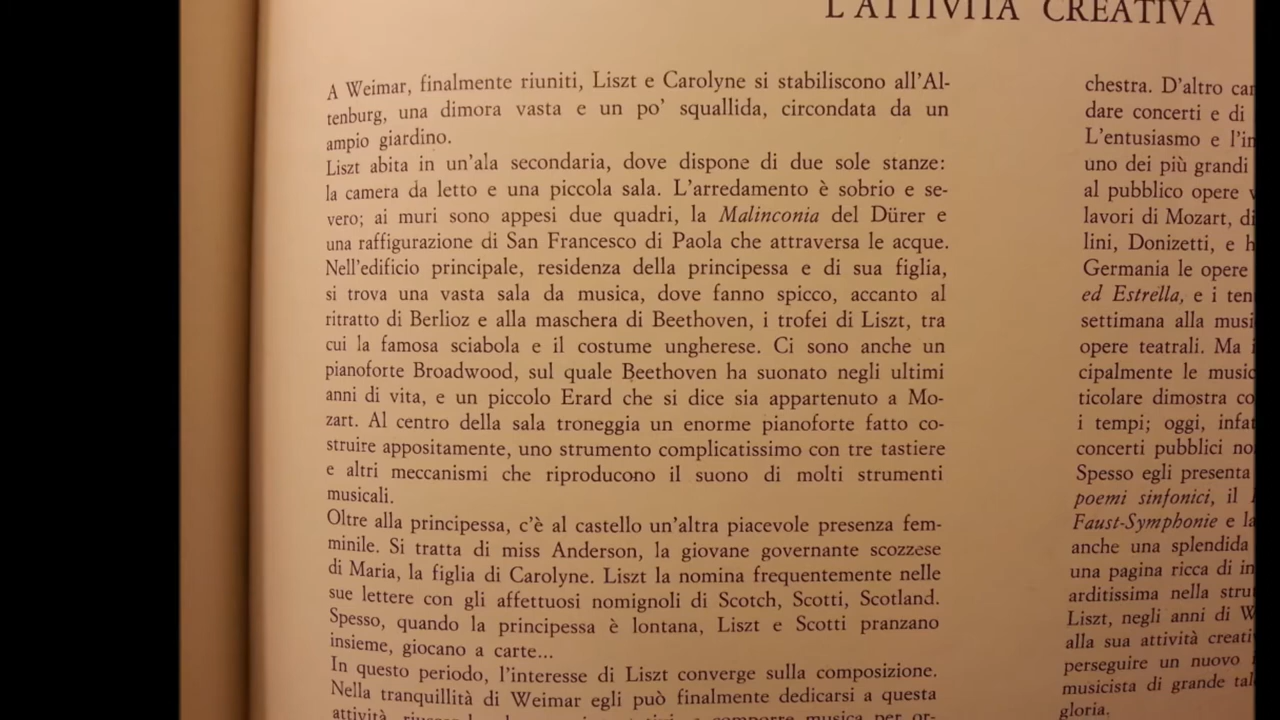 L'ATTIVITÀ CREATIVA
A Weimar, finalmente riuniti, Liszt e Carolyne si stabiliscono all'Al-
tenburg, una dimora vasta e un po' squallida, circondata da un
ampio giardino.
Liszt abita in un'ala secondaria, dove dispone di due sole stanze:
la camera da letto e una piccola sala. L'arredamento è sobrio e se-
vero; ai muri sono appesi due quadri, la Malinconia del Dürer e
una raffigurazione di San Francesco di Paola che attraversa le acque.
Nell'edificio principale, residenza della principessa e di sua figlia,
si trova una vasta sala da musica, dove fanno spicco, accanto al
ritratto di Berlioz e alla maschera di Beethoven, i trofei di Liszt, tra
cui la famosa sciabola e il costume ungherese. Ci sono anche un
pianoforte Broadwood, sul quale Beethoven ha suonato negli ultimi
anni di vita, e un piccolo Erard che si dice sia appartenuto a Mo-
zart. Al centro della sala troneggia un enorme pianoforte fatto co-
struire appositamente, uno strumento complicatissimo con tre tastiere
e altri meccanismi che riproducono il suono di molti strumenti
musicali.
Oltre alla principessa, c'è al castello un'altra piacevole presenza fem-
minile. Si tratta di miss Anderson, la giovane governante scozzese
di Maria, la figlia di Carolyne. Liszt la nomina frequentemente nelle
sue lettere con gli affettuosi nomignoli di Scotch, Scotti, Scotland.
Spesso, quando la principessa è lontana, Liszt e Scotti pranzano
insieme, giocano a carte...
In questo periodo, l'interesse di Liszt converge sulla composizione.
Nella tranquillità di Weimar egli può finalmente dedicarsi a questa
attività, musica per or-
chestra. D'altro
dare concerti e di
L'entusiasmo e
uno dei più grandi
al pubblico opere
lavori di Mozart,
lini, Donizetti, e
Germania le opere
ed Estrella, e i
settimana alla
opere teatrali. Ma
cipalmente le
ticolare dimostra
i tempi; oggi,
concerti pubblici
Spesso egli presenta
poemi sinfonici, il
Faust-Symphonie e
anche una splendida
una pagina ricca di
arditissima nella
Liszt, negli anni di
alla sua attività
perseguire un nuovo
musicista di grande
gloria.